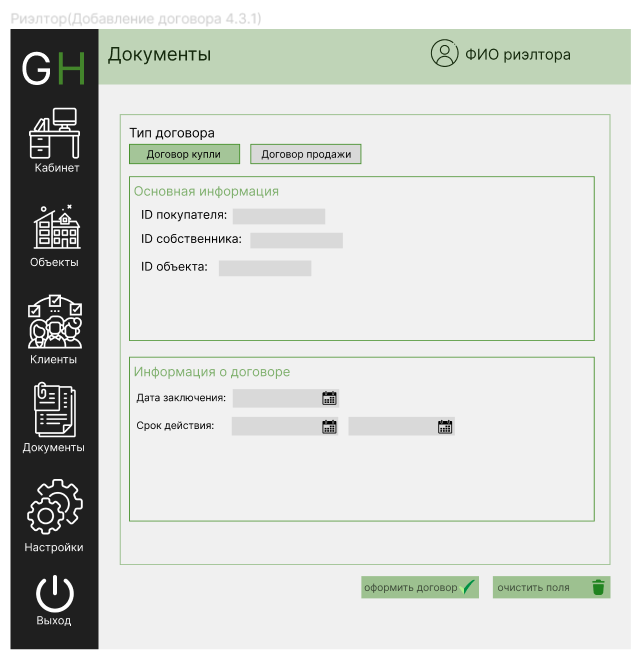 Риэлтор(Добавление договора 4.3.1)
GH
Документы
ФИО риэлтора
Кабинет
Объекты
Клиенты
Документы
Настройки
Выход
Тип договора
Договор купли
Договор продажи
Основная информация
ID покупателя:
ID собственника:
ID объекта:
Информация о договоре
Дата заключения:
Срок действия:
оформить договор
очистить поля